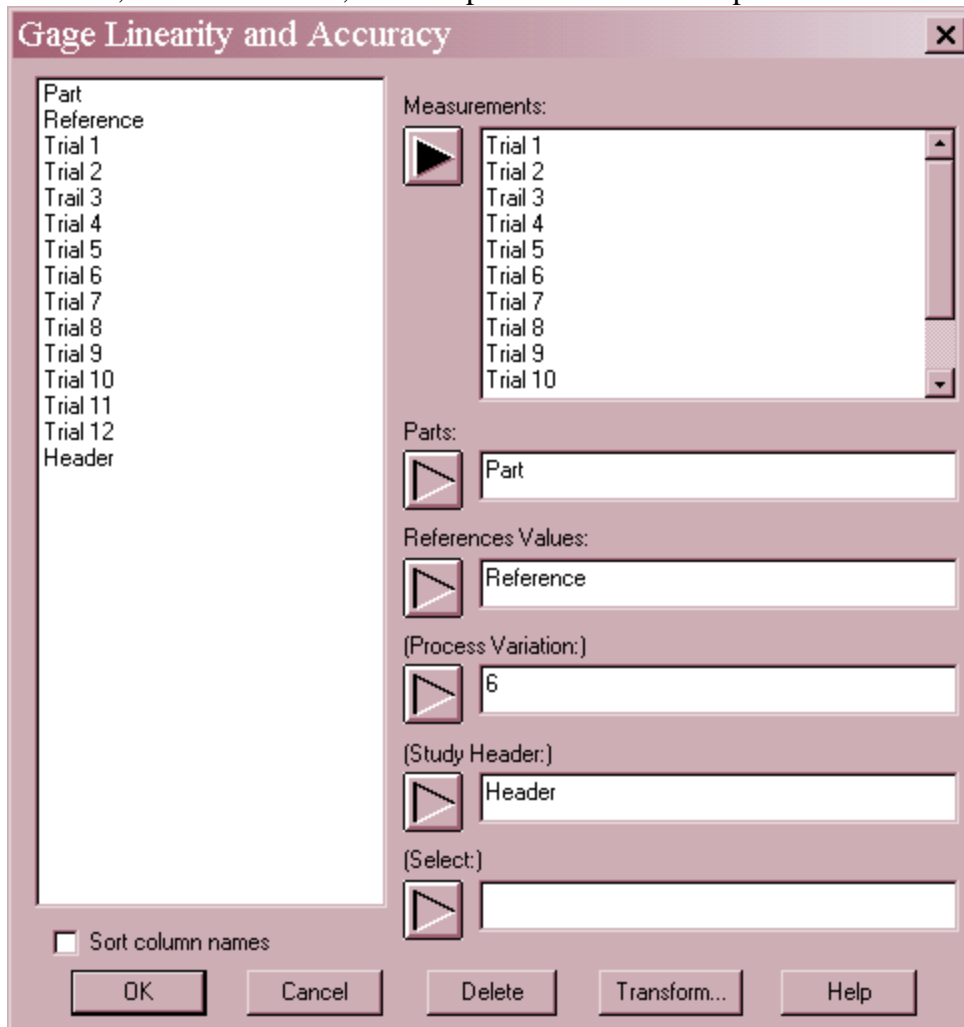 Gage Linearity and Accuracy
Part
Reference
Trial 1
Trial 2
Trail 3
Trial 4
Trial 5
Trial 6
Trial 7
Trial 8
Trial 9
Trial 10
Trial 11
Trial 12
Header
Sort column names
Measurements:
Trial 1
Trial 2
Trail 3
Trial 4
Trial 5
Trial 6
Trial 7
Trial 8
Trial 9
Trial 10
Parts:
Part
References Values:
Reference
(Process Variation:)
6
(Study Header:)
Header
(Select:)
OK Cancel Delete Transform... Help